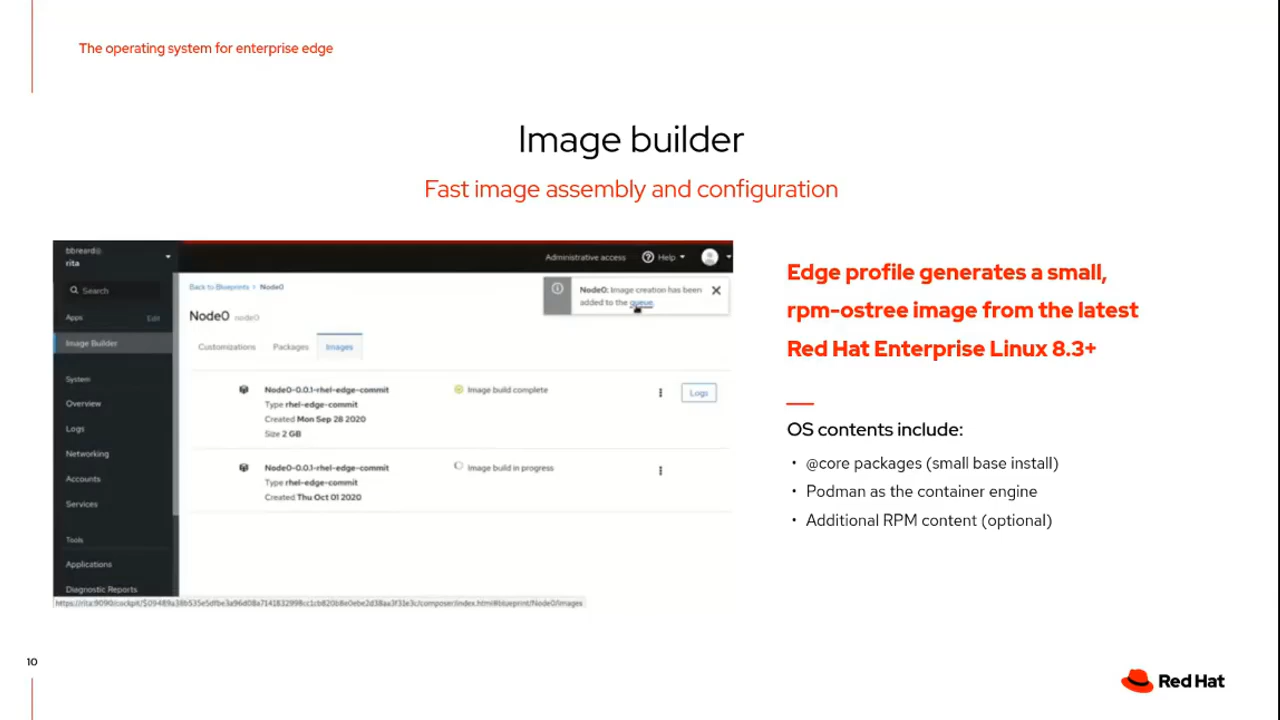 The operating system for enterprise edge
Image builder
Fast image assembly and configuration
bbreard@
rita
Administrative access
Help
Search
Back to Blueprints > Node0
Node0: Image creation has been
added to the queue.
Node0 node0
Apps
Edit
Image Builder
Customizations
Packages
Images
System
Overview
Logs
Networking
Accounts
Services
Tools
Applications
Diagnostic Reports
Node0-0.0.1-rhel-edge-commit
Image build complete
Logs
Type rhel-edge-commit
Created Mon Sep 28 2020
Size 2 GB
Node0-0.0.1-rhel-edge-commit
Image build in progress
Type rhel-edge-commit
Created Thu Oct 01 2020
Edge profile generates a small,
rpm-ostree image from the latest
Red Hat Enterprise Linux 8.3+
OS contents include:
• @core packages (small base install)
• Podman as the container engine
• Additional RPM content (optional)
10
Red Hat